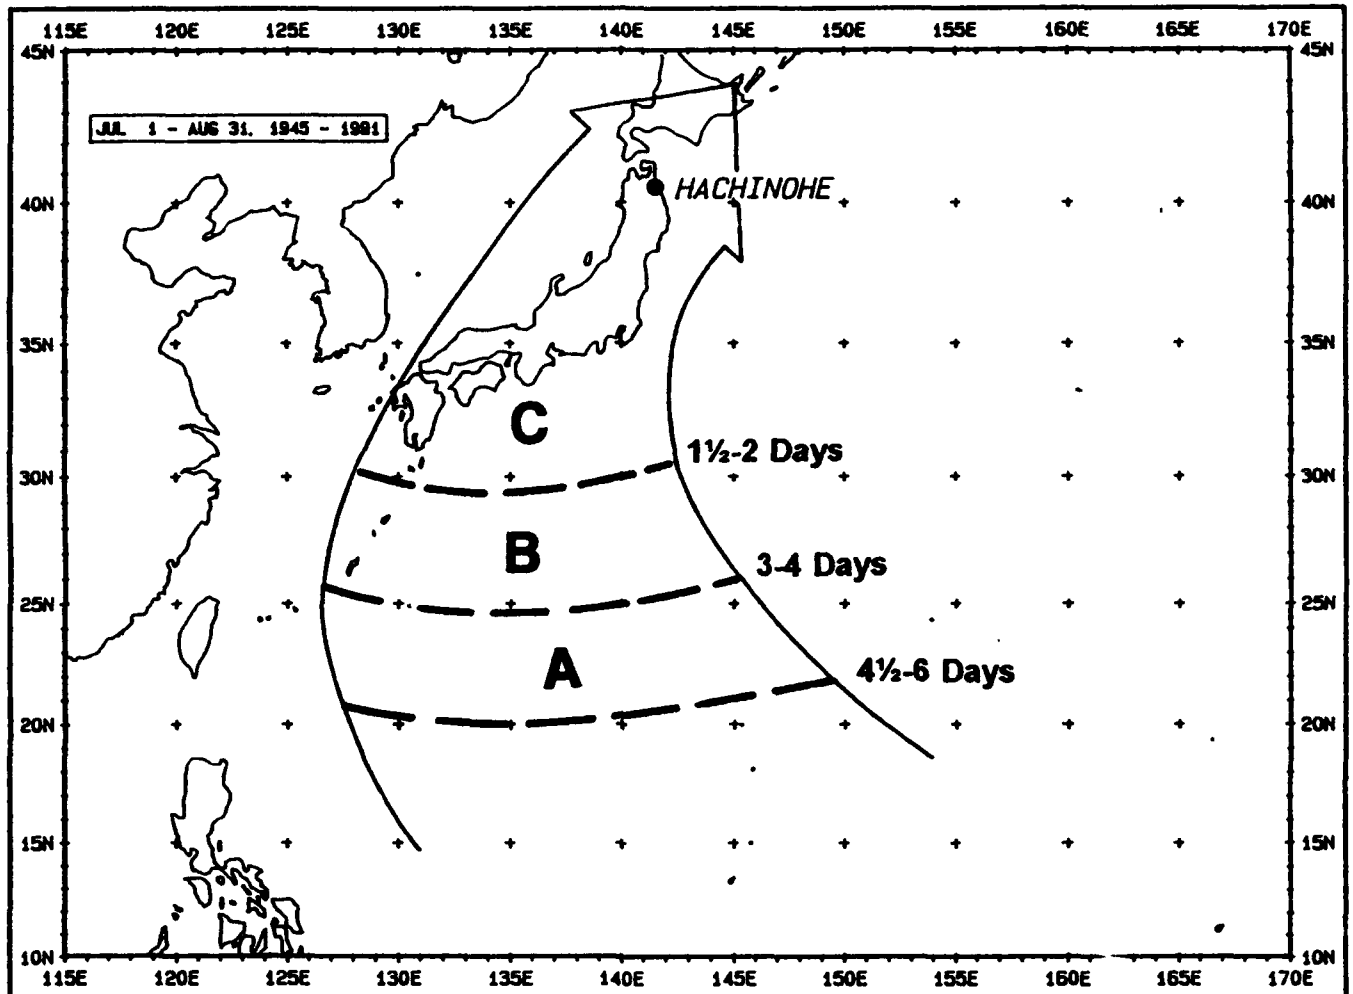 115E 120E 125E 130E 135E 140E 145E 150E 155E 160E 165E 170E
45N 45N
JUL 1 - AUG 31, 1945 - 1991
HACHINOHE
40N 40N
35N 35N
C
1½-2 Days
30N 30N
B
3-4 Days
25N 25N
A
4½-6 Days
20N 20N
15N 15N
10N 10N
115E 120E 125E 130E 135E 140E 145E 150E 155E 160E 165E 170E